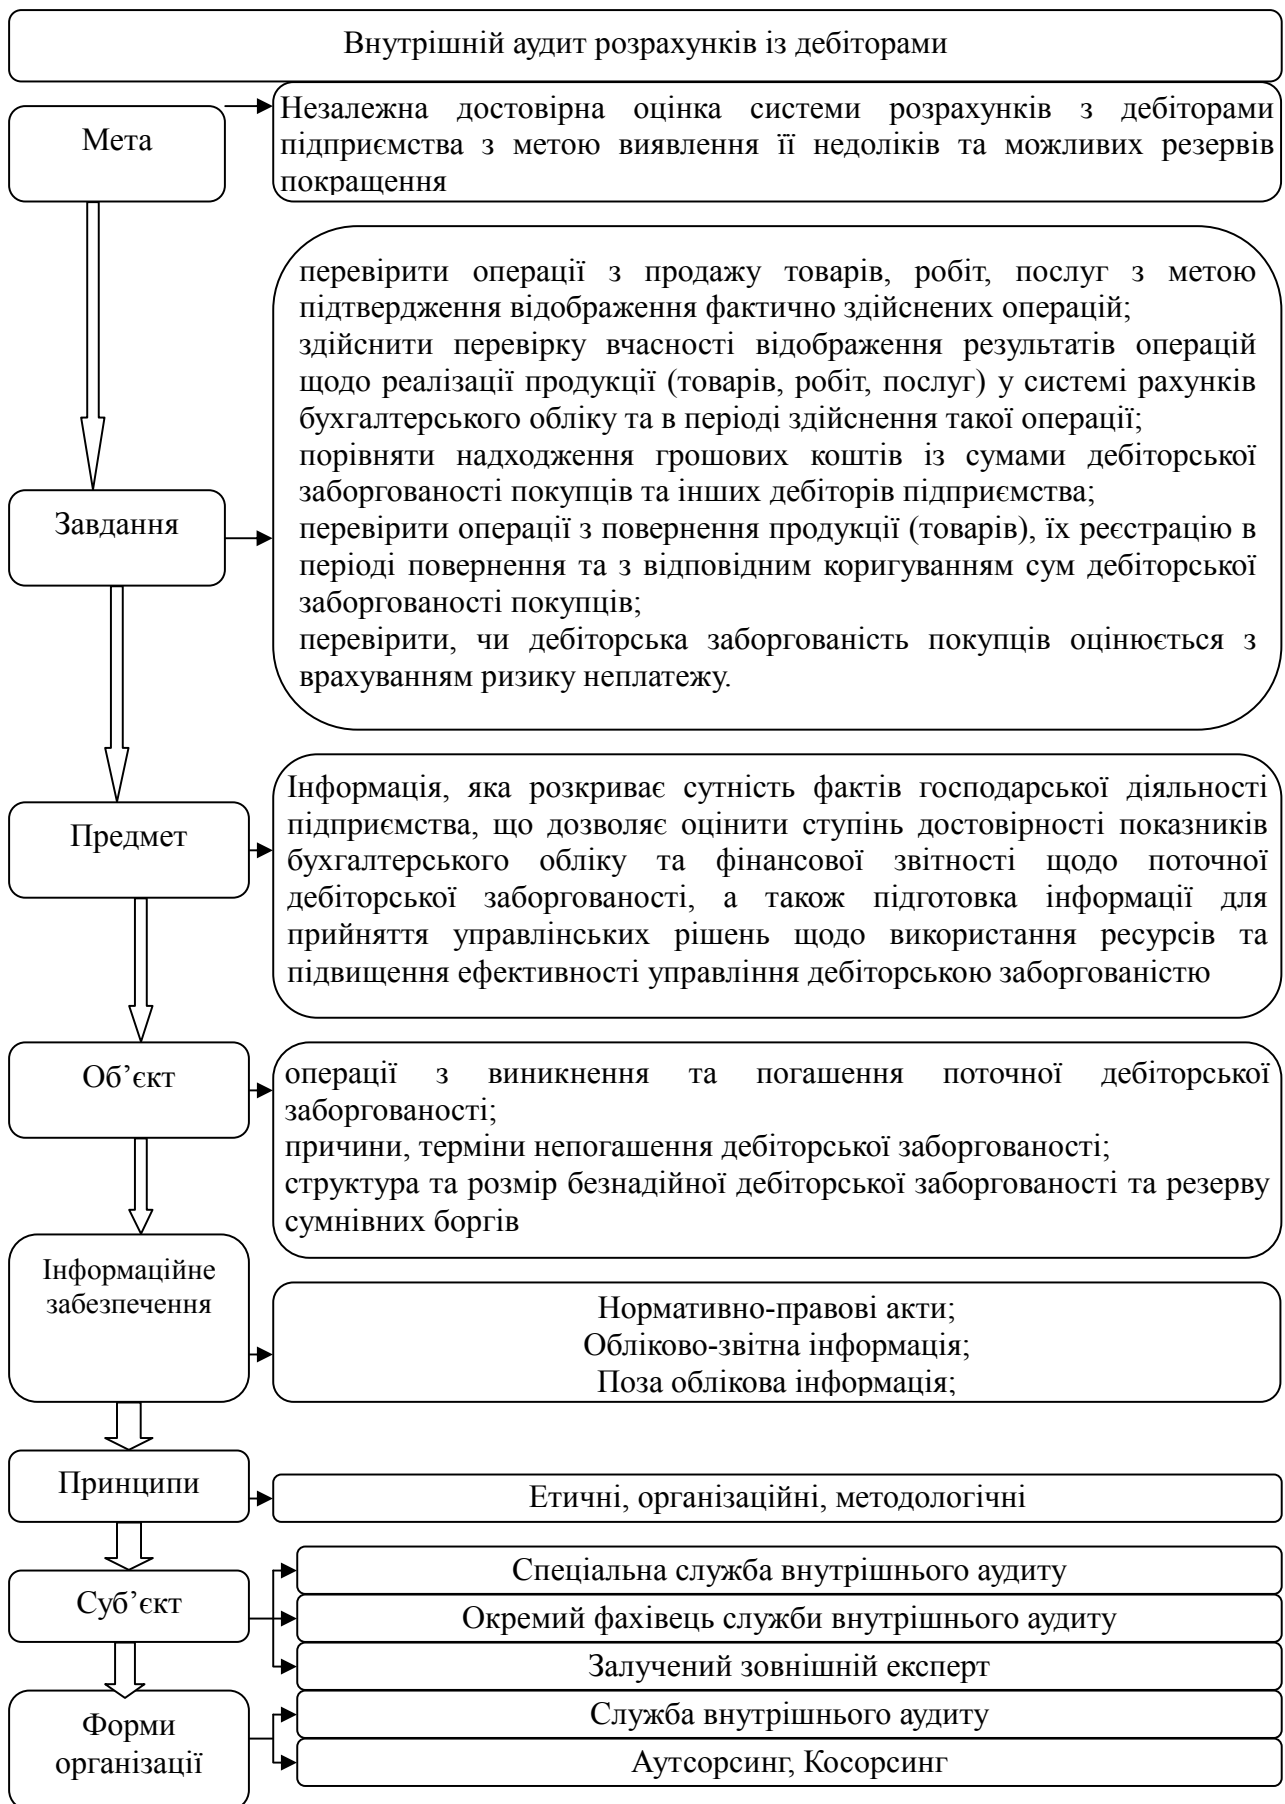 Внутрішній аудит розрахунків із дебіторами
Мета
Незалежна достовірна оцінка системи розрахунків з дебіторами
підприємства з метою виявлення її недоліків та можливих резервів
покращення
Завдання
перевірити операції з продажу товарів, робіт, послуг з метою
підтвердження відображення фактично здійснених операцій;
здійснити перевірку вчасності відображення результатів операцій
щодо реалізації продукції (товарів, робіт, послуг) у системі рахунків
бухгалтерського обліку та в періоді здійснення такої операції;
порівняти надходження грошових коштів із сумами дебіторської
заборгованості покупців та інших дебіторів підприємства;
перевірити операції з повернення продукції (товарів), їх реєстрацію в
періоді повернення та з відповідним коригуванням сум дебіторської
заборгованості покупців;
перевірити, чи дебіторська заборгованість покупців оцінюється з
врахуванням ризику неплатежу.
Предмет
Інформація, яка розкриває сутність фактів господарської діяльності
підприємства, що дозволяє оцінити ступінь достовірності показників
бухгалтерського обліку та фінансової звітності щодо поточної
дебіторської заборгованості, а також підготовка інформації для
прийняття управлінських рішень щодо використання ресурсів та
підвищення ефективності управління дебіторською заборгованістю
Об’єкт
операції з виникнення та погашення поточної дебіторської
заборгованості;
причини, терміни непогашення дебіторської заборгованості;
структура та розмір безнадійної дебіторської заборгованості та резерву
сумнівних боргів
Інформаційне
забезпечення
Нормативно-правові акти;
Обліково-звітна інформація;
Поза облікова інформація;
Принципи
Етичні, організаційні, методологічні
Суб’єкт
Спеціальна служба внутрішнього аудиту
Окремий фахівець служби внутрішнього аудиту
Залучений зовнішній експерт
Форми
організації
Служба внутрішнього аудиту
Аутсорсинг, Косорсинг